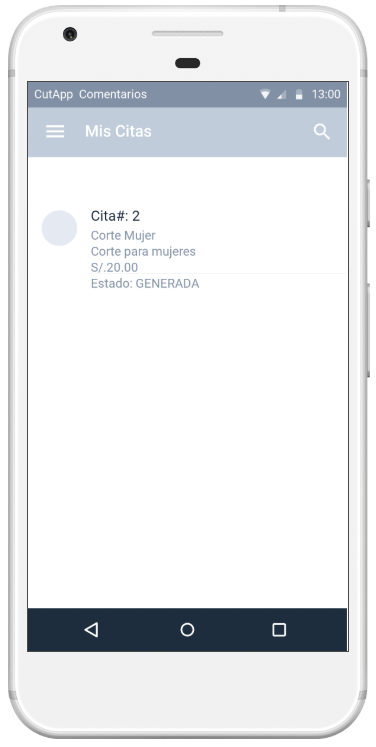 CutApp Comentarios 13:00
Mis Citas
Cita#: 2
Corte Mujer
Corte para mujeres
S/.20.00
Estado: GENERADA